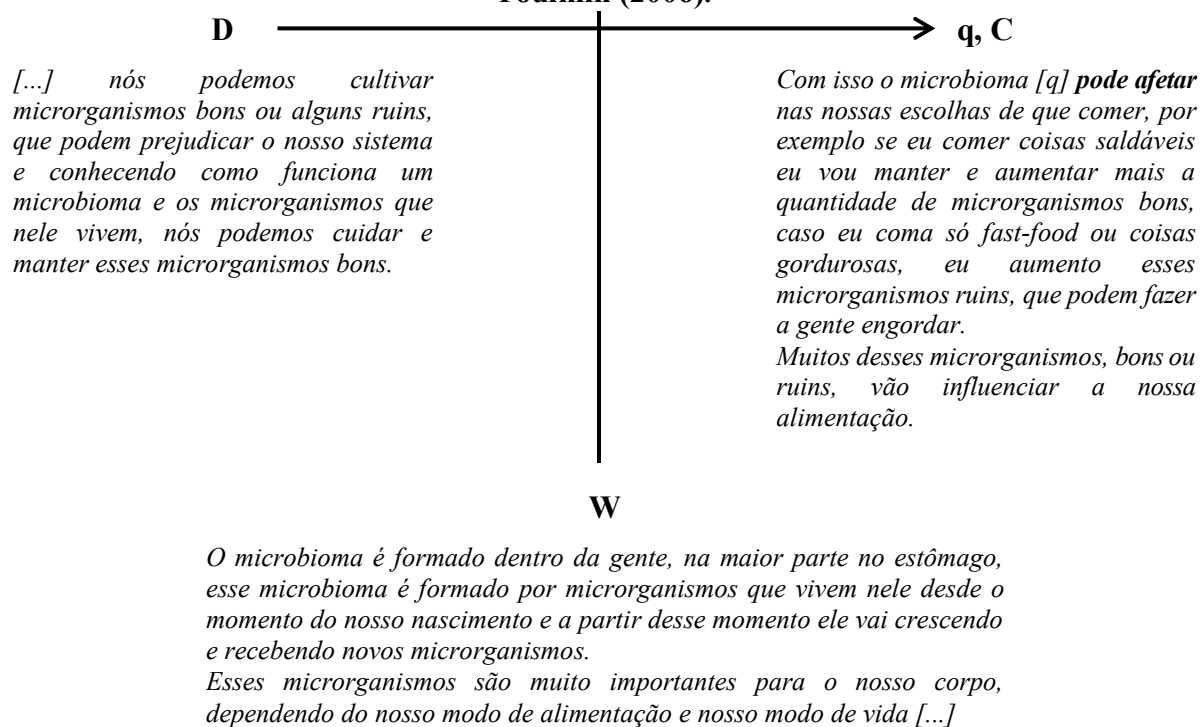 Toulmin (2006).
D
q, C
[...] nós podemos cultivar
microrganismos bons ou alguns ruins,
que podem prejudicar o nosso sistema
e conhecendo como funciona um
microbioma e os microrganismos que
nele vivem, nós podemos cuidar e
manter esses microrganismos bons.
Com isso o microbioma [q] pode afetar
nas nossas escolhas de que comer, por
exemplo se eu comer coisas saldáveis
eu vou manter e aumentar mais a
quantidade de microrganismos bons,
caso eu coma só fast-food ou coisas
gordurosas, eu aumento esses
microrganismos ruins, que podem fazer
a gente engordar.
Muitos desses microrganismos, bons ou
ruins, vão influenciar a nossa
alimentação.
W
O microbioma é formado dentro da gente, na maior parte no estômago,
esse microbioma é formado por microrganismos que vivem nele desde o
momento do nosso nascimento e a partir desse momento ele vai crescendo
e recebendo novos microrganismos.
Esses microrganismos são muito importantes para o nosso corpo,
dependendo do nosso modo de alimentação e nosso modo de vida [...]